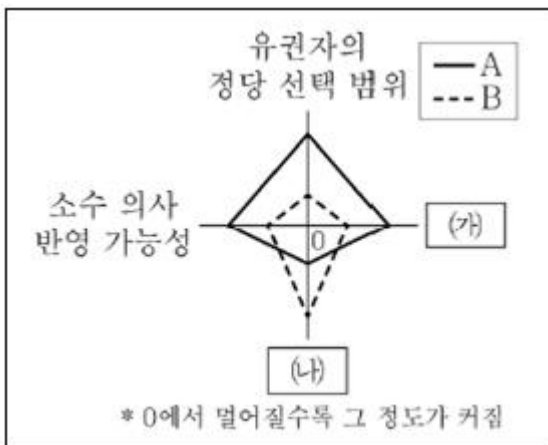 유권자의
정당 선택 범위
A
B
소수 의사
반영 가능성
0
(가)
(나)
* 0에서 멀어질수록 그 정도가 커짐